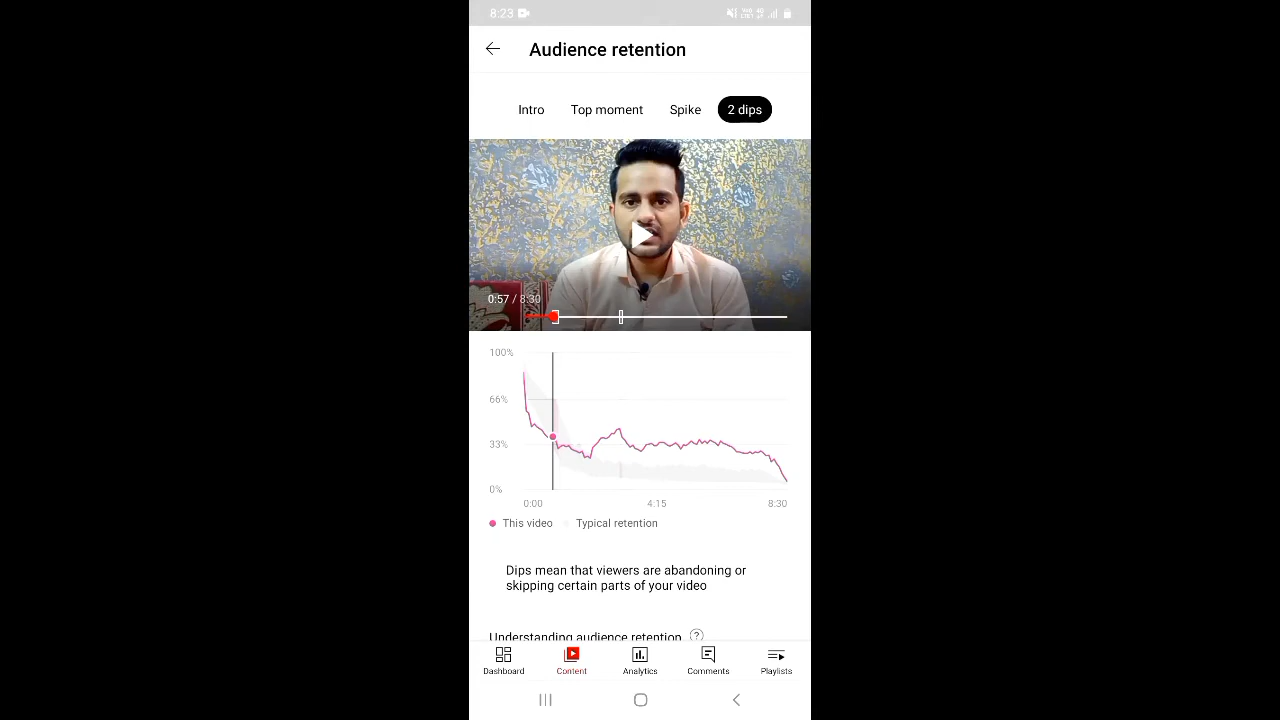 8:23
Audience retention
Intro Top moment Spike 2 dips
0:57 / 8:30
100%
66%
33%
0%
0:00 4:15 8:30
This video Typical retention
Dips mean that viewers are abandoning or
skipping certain parts of your video
Understanding audience retention ?
Dashboard Content Analytics Comments Playlists